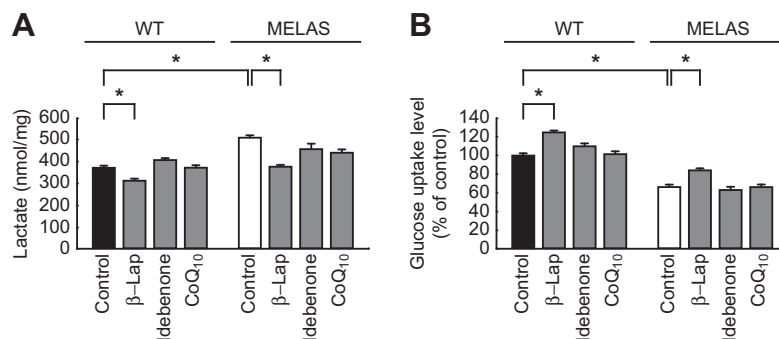 A
WT MELAS
*
* *
Lactate (nmol/mg)
600
500
400
300
200
100
0
Control
β–Lap
Idebenone
CoQ10
Control
β–Lap
Idebenone
CoQ10
B
WT MELAS
*
* *
Glucose uptake level
(% of control)
140
120
100
80
60
40
20
0
Control
β–Lap
Idebenone
CoQ10
Control
β–Lap
Idebenone
CoQ10